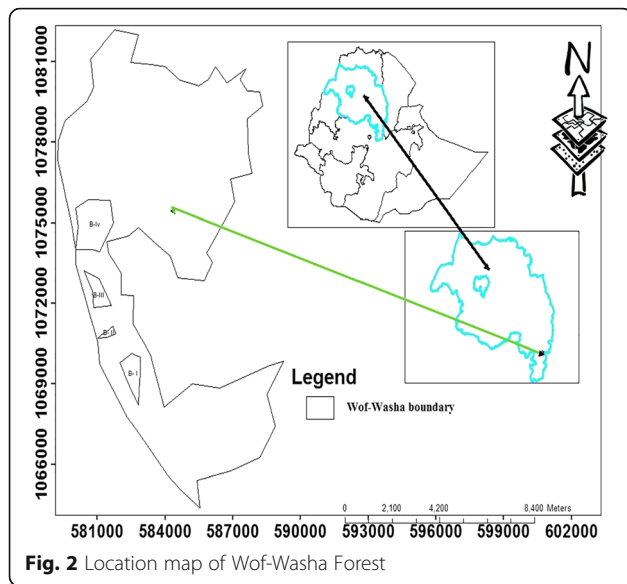 1081000
1078000
1075000
1072000
1069000
1066000
N
B-Iv
B-III
B-II
B- I
Legend
Wof-Washa boundary
0 2,100 4,200 8,400 Meters
581000 584000 587000 590000 593000 596000 599000 602000
Fig. 2 Location map of Wof-Washa Forest